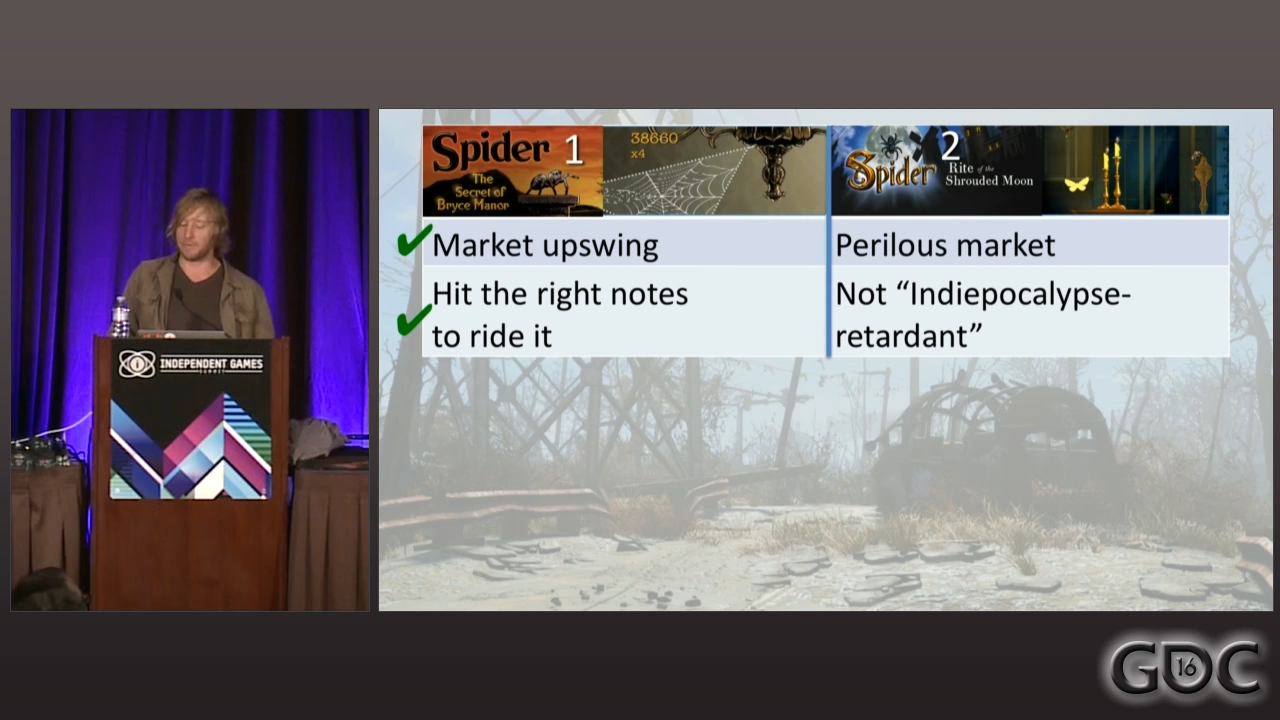 INDEPENDENT GAMES
SUMMIT
Spider 1
The
Secret of
Bryce Manor
38660
x4
2
Spider
Rite of the
Shrouded Moon
Market upswing
Perilous market
Hit the right notes
to ride it
Not “Indiepocalypse-
retardant”
GDC
16